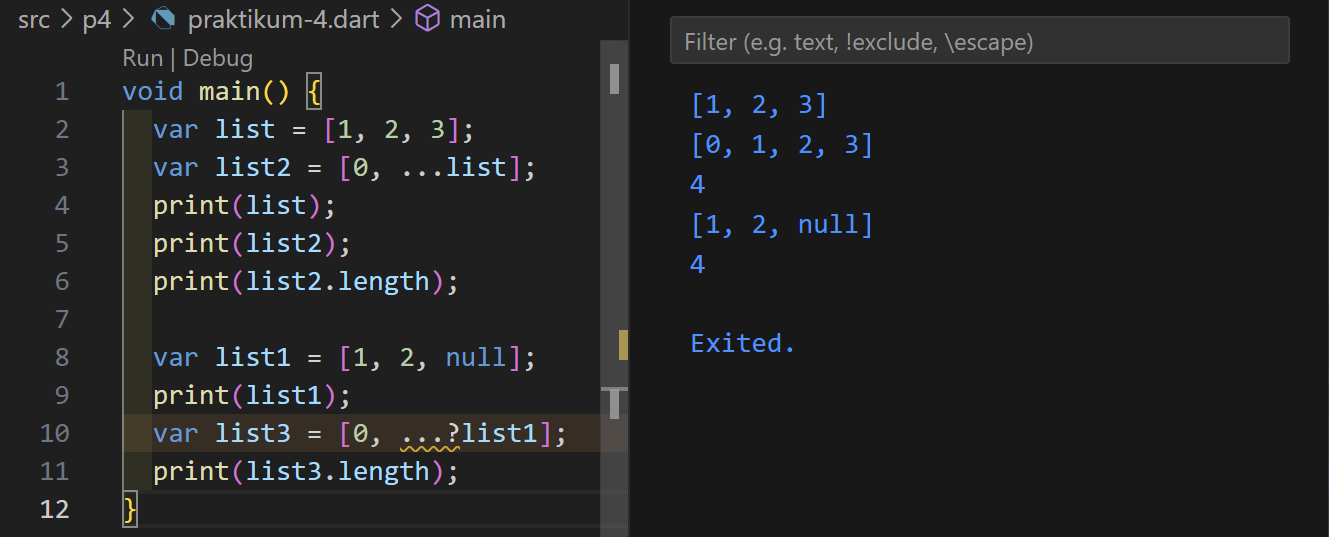 src > p4 > praktikum-4.dart > main
Run | Debug
1 void main() {
2   var list = [1, 2, 3];
3   var list2 = [0, ...list];
4   print(list);
5   print(list2);
6   print(list2.length);
7
8   var list1 = [1, 2, null];
9   print(list1);
10   var list3 = [0, ...?list1];
11   print(list3.length);
12 }
Filter (e.g. text, !exclude, \escape)
[1, 2, 3]
[0, 1, 2, 3]
4
[1, 2, null]
4
Exited.